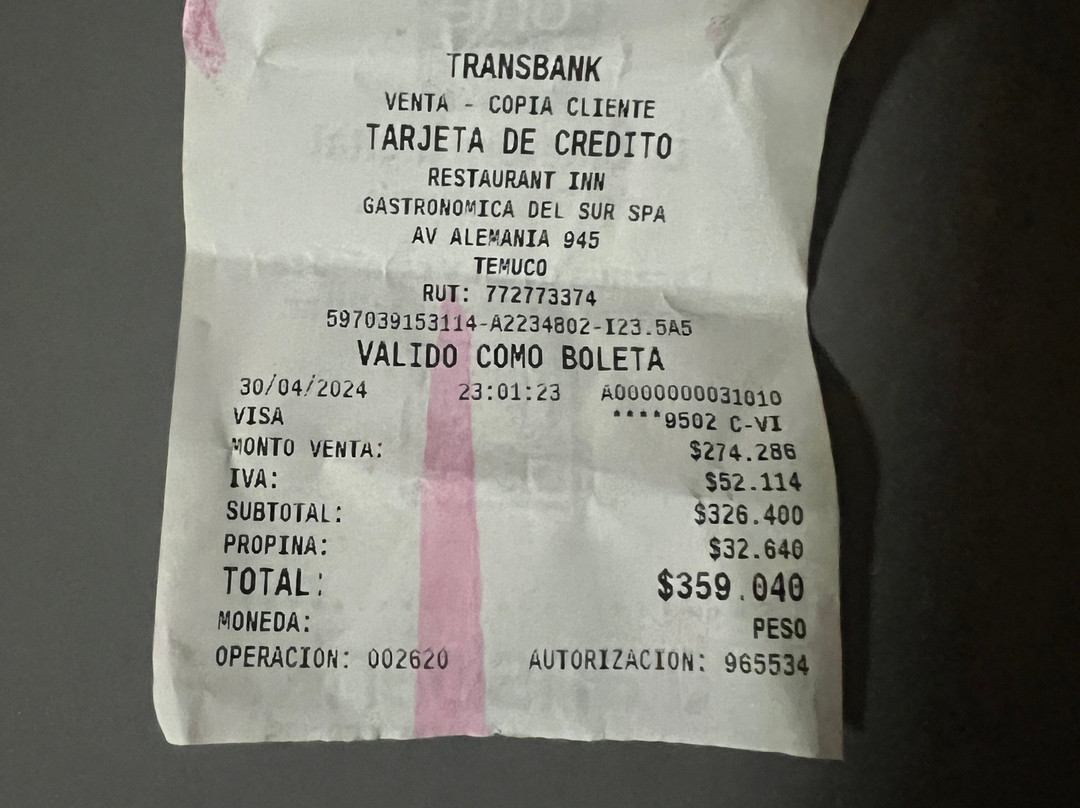 TRANSBANK
VENTA - COPIA CLIENTE
TARJETA DE CREDITO
RESTAURANT INN
GASTRONOMICA DEL SUR SPA
AV ALEMANIA 945
TEMUCO
RUT: 772773374
597039153114-A2234802-I23.5A5
VALIDO COMO BOLETA
30/04/2024 23:01:23 A0000000031010
VISA ****9502 C-VI
MONTO VENTA: $274.286
IVA: $52.114
SUBTOTAL: $326.400
PROPINA: $32.640
TOTAL: $359.040
MONEDA: PESO
OPERACION: 002620 AUTORIZACION: 965534